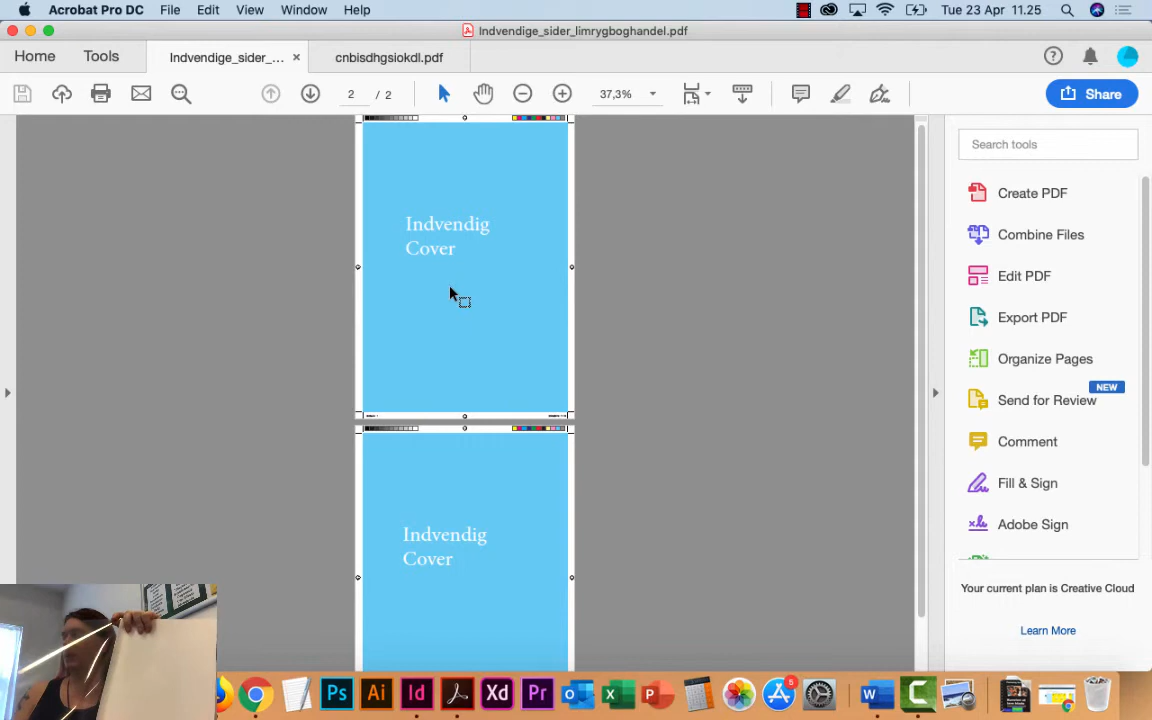 Acrobat Pro DC File Edit View Window Help
Tue 23 Apr 11.25
Indvendige_sider_limrygboghandel.pdf
Home Tools Indvendige_sider_... × cnbisdhgsiokdl.pdf
2 / 2 37,3% Share
Search tools
Indvendig
Cover
Indvendig
Cover
Create PDF
Combine Files
Edit PDF
Export PDF
Organize Pages
NEW
Send for Review
Comment
Fill & Sign
Adobe Sign
Your current plan is Creative Cloud
Learn More
Ps Ai Id Xd Pr 5